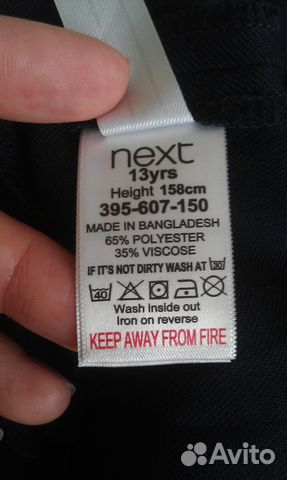 next
13yrs
Height 158cm
395-607-150
MADE IN BANGLADESH
65% POLYESTER
35% VISCOSE
IF IT'S NOT DIRTY WASH AT 30
40
Wash inside out
Iron on reverse
KEEP AWAY FROM FIRE
Avito